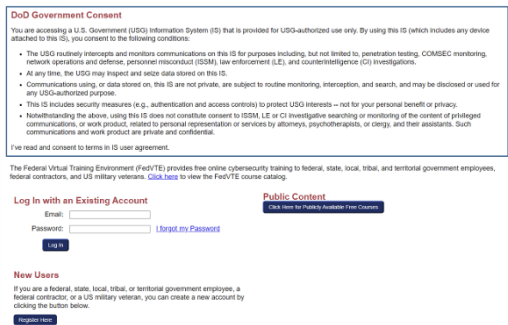 DoD Government Consent
You are accessing a U.S. Government (USG) Information System (IS) that is provided for USG-authorized use only. By using this IS (which includes any device
attached to this IS), you consent to the following conditions:
• The USG routinely intercepts and monitors communications on this IS for purposes including, but not limited to, penetration testing, COMSEC monitoring,
network operations and defense, personnel misconduct (ISSM), law enforcement (LE), and counterintelligence (CI) investigations.
• At any time, the USG may inspect and seize data stored on this IS.
• Communications using, or data stored on, this IS are not private, are subject to routine monitoring, interception, and search, and may be disclosed or used for
any USG-authorized purpose.
• This IS includes security measures (e.g., authentication and access controls) to protect USG interests -- not for your personal benefit or privacy.
• Notwithstanding the above, using this IS does not constitute consent to ISSM, LE or CI investigative searching or monitoring of the content of privileged
communications, or work product, related to personal representation or services by attorneys, psychotherapists, or clergy, and their assistants. Such
communications and work product are private and confidential.
I've read and consent to terms in IS user agreement.
The Federal Virtual Training Environment (FedVTE) provides free online cybersecurity training to federal, state, local, tribal, and territorial government employees,
federal contractors, and US military veterans. Click here to view the FedVTE course catalog.
Log In with an Existing Account
Email:
Password: I forgot my Password
Log in
Public Content
Click Here for Publicly Available Free Courses
New Users
If you are a federal, state, local, tribal, or territorial government employee, a
federal contractor, or a US military veteran, you can create a new account by
clicking the button below.
Register Here